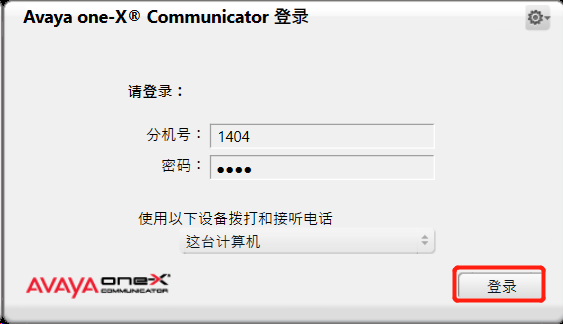 Avaya one-X® Communicator 登录
请登录：
分机号： 1404
密码： ●●●●
使用以下设备拨打和接听电话
这台计算机
AVAYA one-X®
COMMUNICATOR
登录